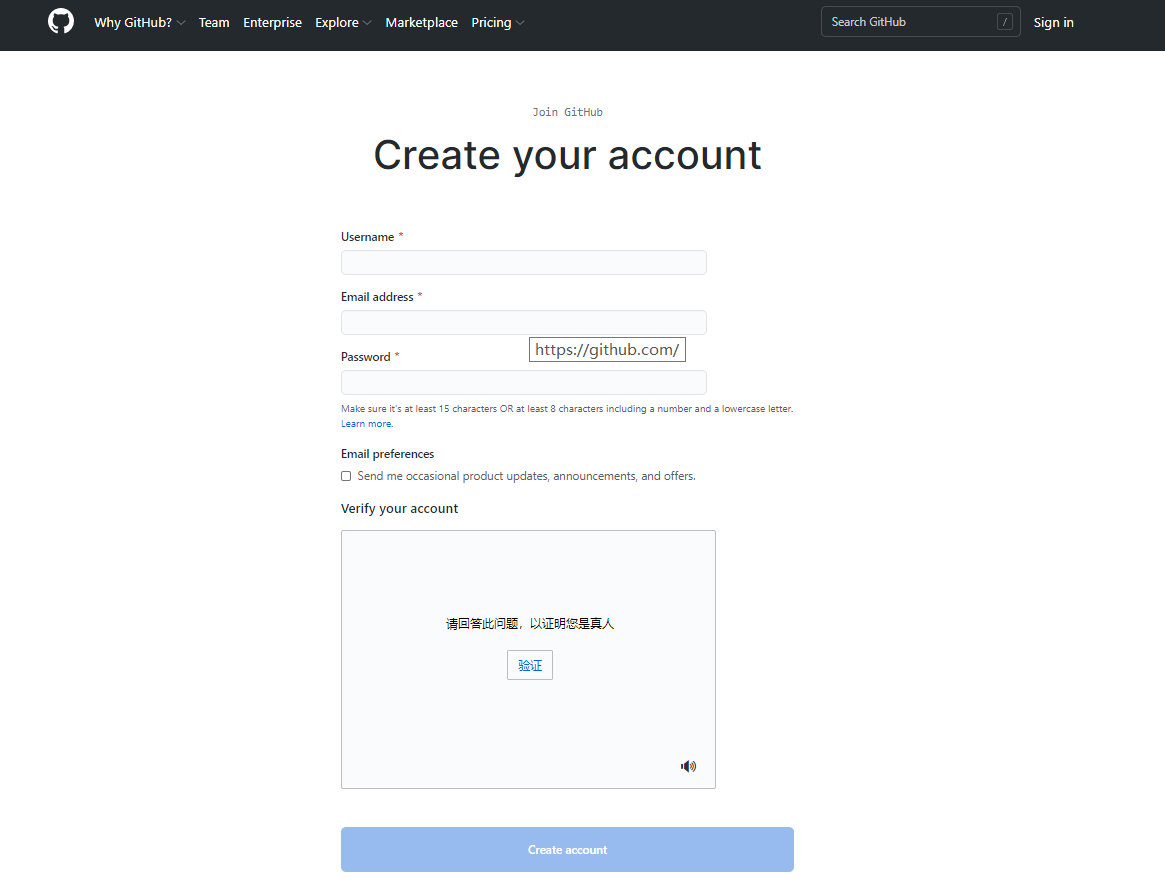 Why GitHub? Team Enterprise Explore Marketplace Pricing Search GitHub / Sign in
Join GitHub
Create your account
Username *
Email address *
https://github.com/
Password *
Make sure it's at least 15 characters OR at least 8 characters including a number and a lowercase letter.
Learn more.
Email preferences
Send me occasional product updates, announcements, and offers.
Verify your account
请回答此问题，以证明您是真人
验证
Create account